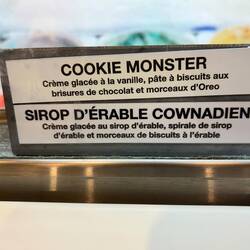 COOKIE MONSTER
Crème glacée à la vanille, pâte à biscuits aux
brisures de chocolat et morceaux d'Oreo
SIROP D'ÉRABLE COWNADIEN
Crème glacée au sirop d'érable, spirale de sirop
d'érable et morceaux de biscuits à l'érable